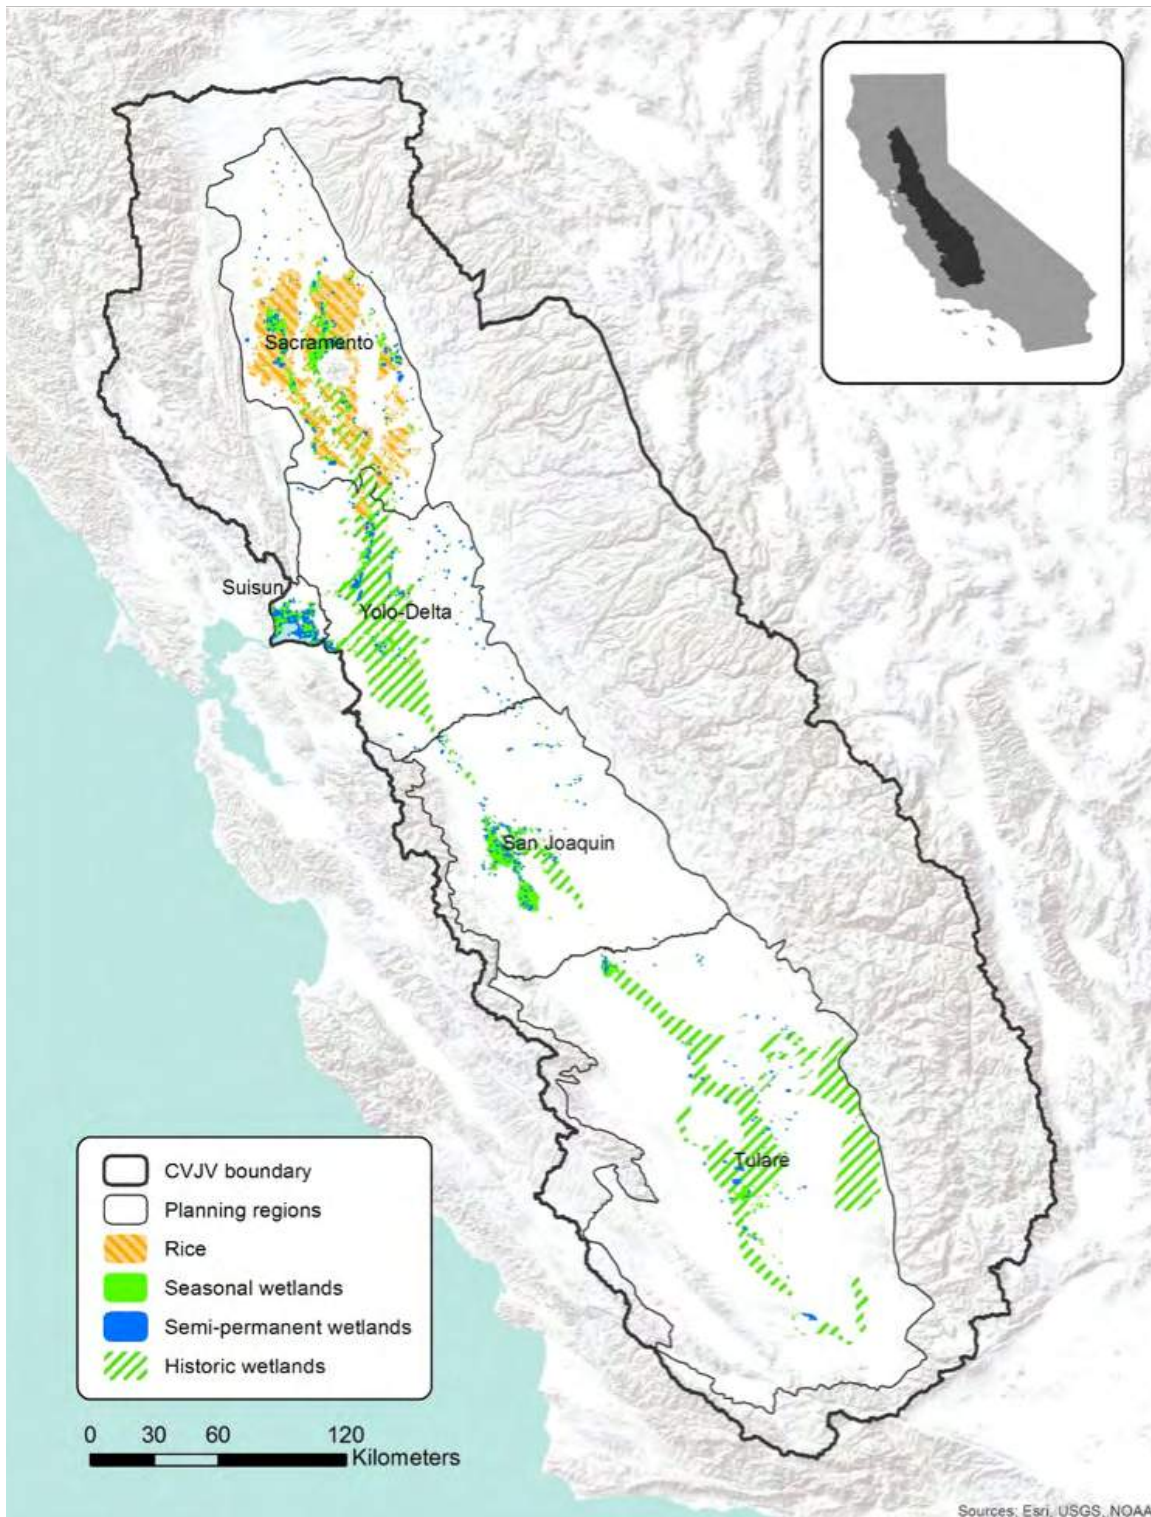 Sacramento
Suisun
Yolo-Delta
San Joaquin
Tulare
CVJV boundary
Planning regions
Rice
Seasonal wetlands
Semi-permanent wetlands
Historic wetlands
0 30 60 120
Kilometers
Sources: Esri, USGS, NOAA